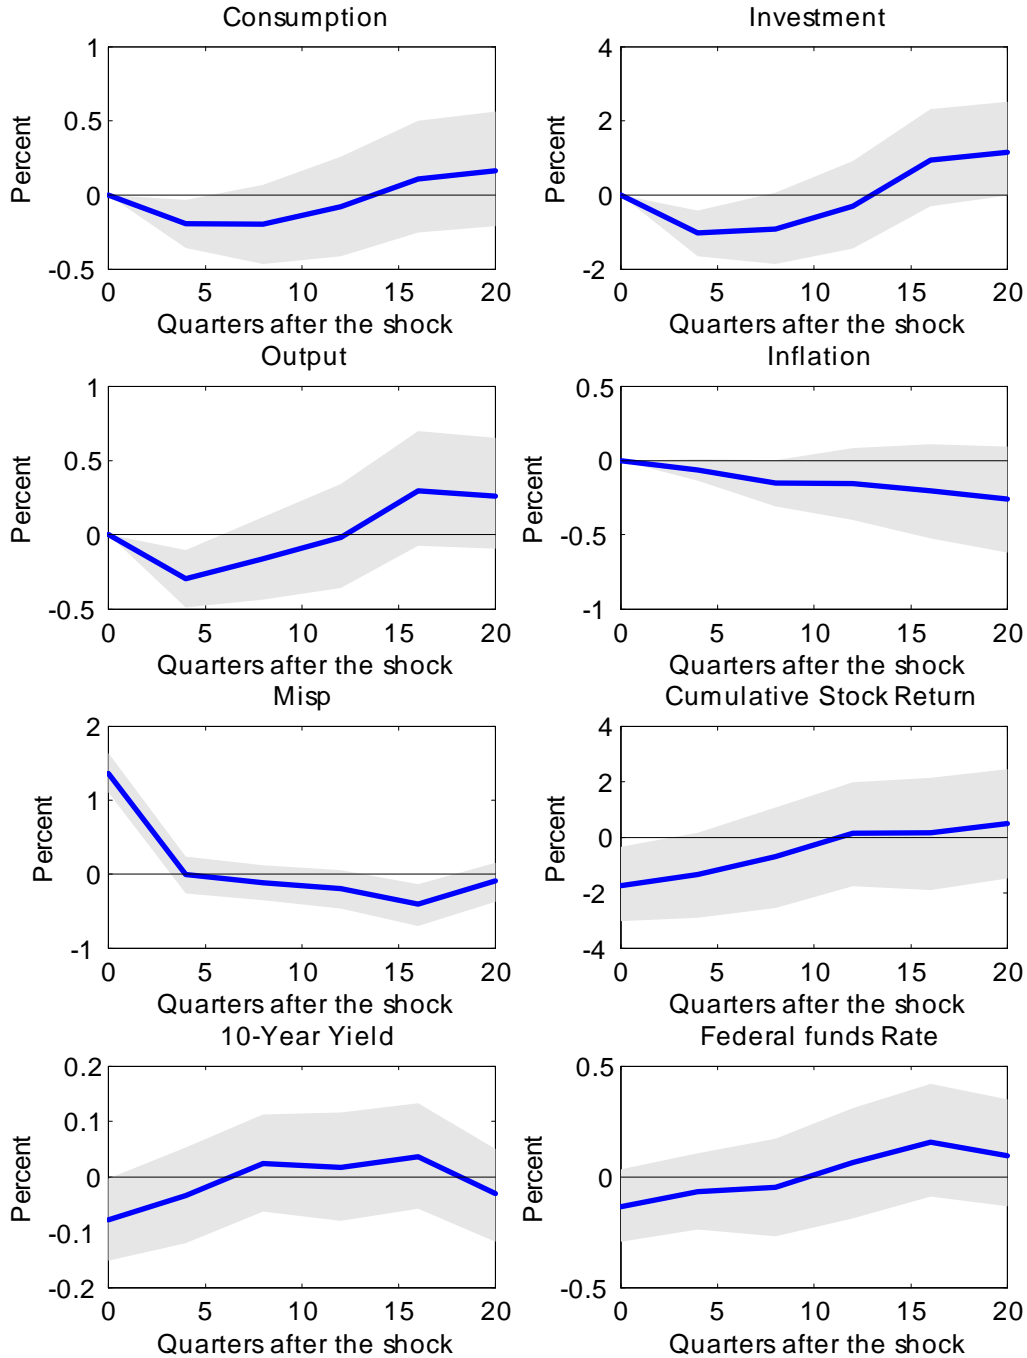 Consumption
Percent
1
0.5
0
-0.5
0 5 10 15 20
Quarters after the shock
Investment
Percent
4
2
0
-2
0 5 10 15 20
Quarters after the shock
Output
Percent
1
0.5
0
-0.5
0 5 10 15 20
Quarters after the shock
Inflation
Percent
0.5
0
-0.5
-1
0 5 10 15 20
Quarters after the shock
Misp
Percent
2
1
0
-1
0 5 10 15 20
Quarters after the shock
Cumulative Stock Return
Percent
4
2
0
-2
-4
0 5 10 15 20
Quarters after the shock
10-Year Yield
Percent
0.2
0.1
0
-0.1
-0.2
0 5 10 15 20
Quarters after the shock
Federal funds Rate
Percent
0.5
0
-0.5
0 5 10 15 20
Quarters after the shock